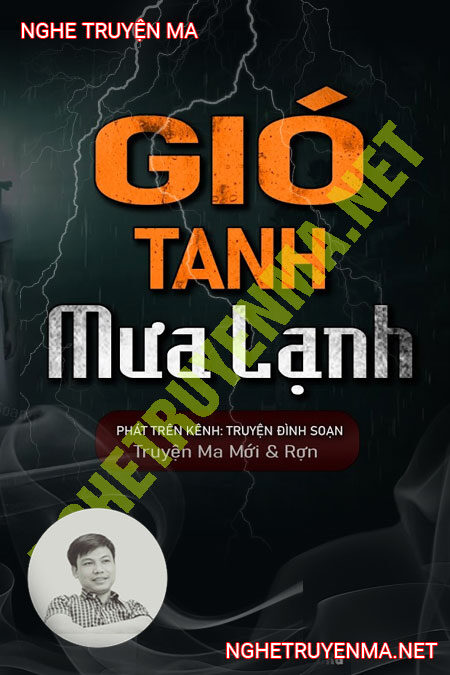 NGHE TRUYỆN MA
GIÓ
TANH
Mưa Lạnh
NGHETRUYENMA.NET
PHÁT TRÊN KÊNH: TRUYỆN ĐÌNH SOẠN
Truyện Ma Mới & Rợn
NGHETRUYENMA.NET